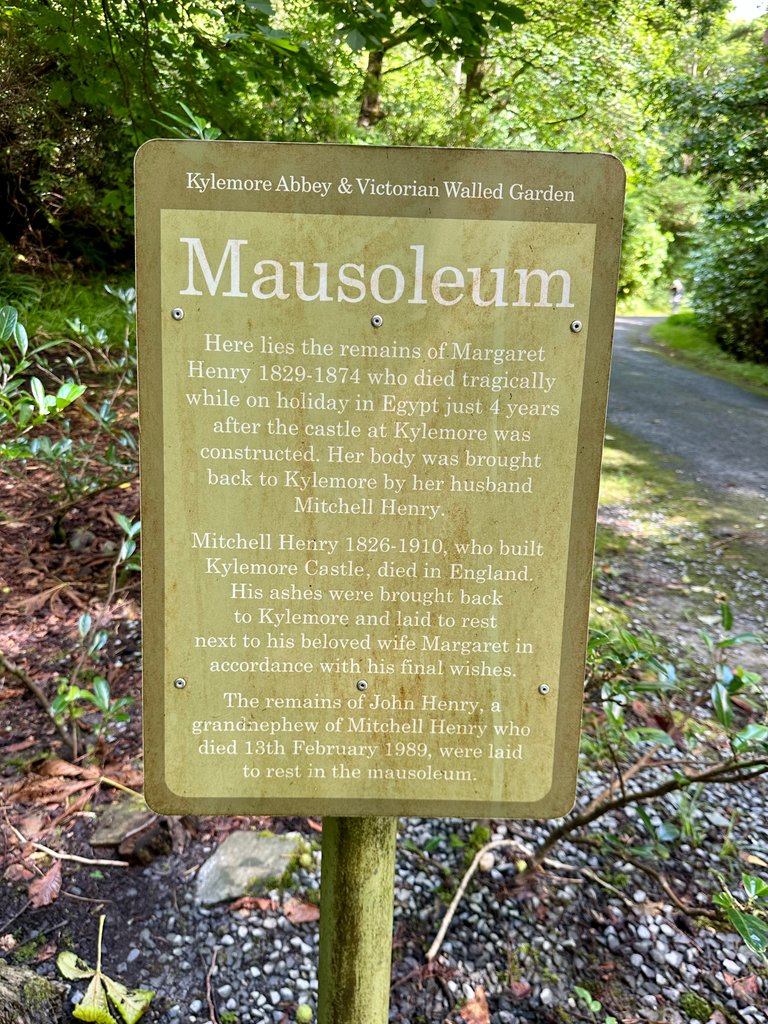 Kylemore Abbey & Victorian Walled Garden
Mausoleum
Here lies the remains of Margaret
Henry 1829-1874 who died tragically
while on holiday in Egypt just 4 years
after the castle at Kylemore was
constructed. Her body was brought
back to Kylemore by her husband
Mitchell Henry.
Mitchell Henry 1826-1910, who built
Kylemore Castle, died in England.
His ashes were brought back
to Kylemore and laid to rest
next to his beloved wife Margaret in
accordance with his final wishes.
The remains of John Henry, a
grandnephew of Mitchell Henry who
died 13th February 1989, were laid
to rest in the mausoleum.